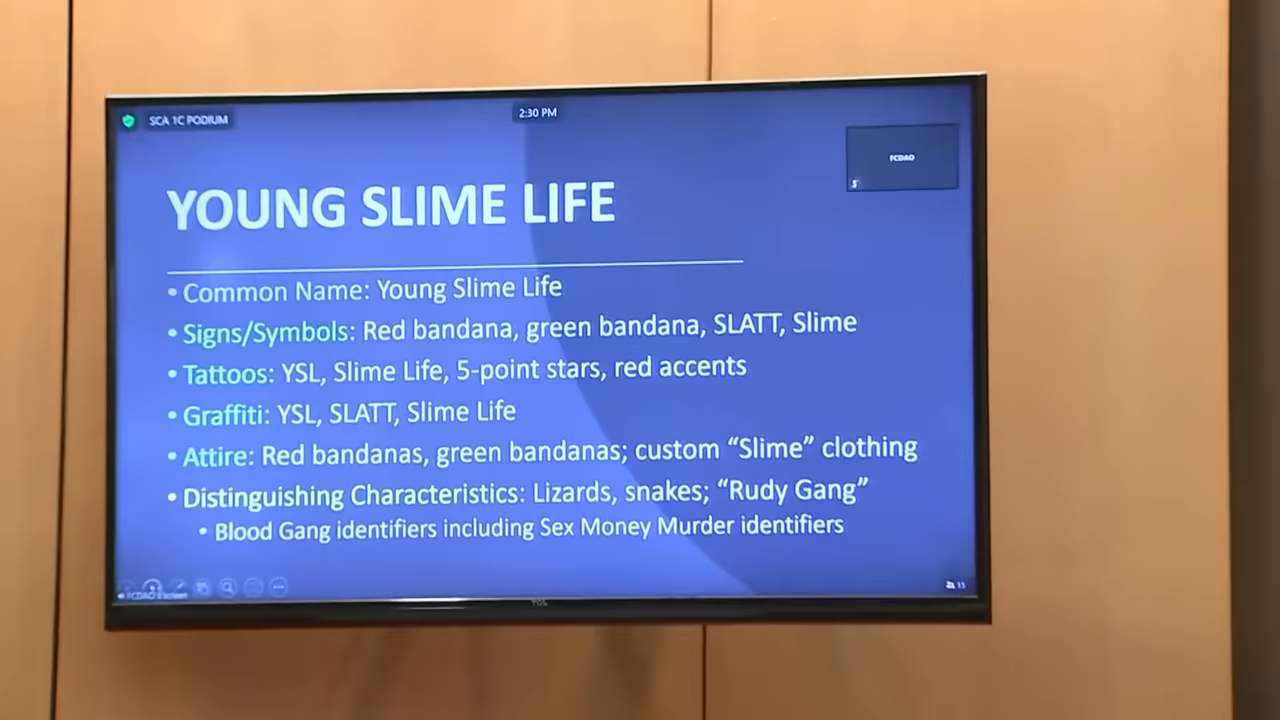 SCA 1C PODIUM
2:30 PM
FCDAO
YOUNG SLIME LIFE
• Common Name: Young Slime Life
• Signs/Symbols: Red bandana, green bandana, SLATT, Slime
• Tattoos: YSL, Slime Life, 5-point stars, red accents
• Graffiti: YSL, SLATT, Slime Life
• Attire: Red bandanas, green bandanas; custom “Slime” clothing
• Distinguishing Characteristics: Lizards, snakes; “Rudy Gang”
• Blood Gang identifiers including Sex Money Murder identifiers
FCDAO's screen
TCL